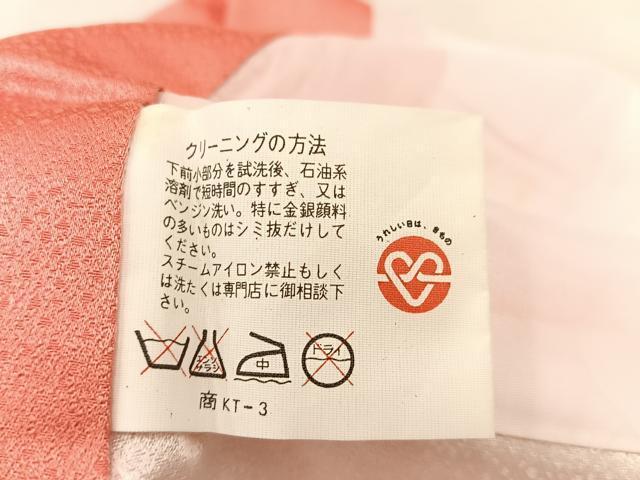 クリーニングの方法
下前小部分を試洗後、石油系
溶剤で短時間のすすぎ、又は
ベンジン洗い。特に金銀顔料
の多いものはシミ抜だけして
ください。
スチームアイロン禁止もしく
は洗たくは専門店に御相談下
さい。
うれしい日は、きもの
エンソ
サラシ
中
ドライ
商 KT-3